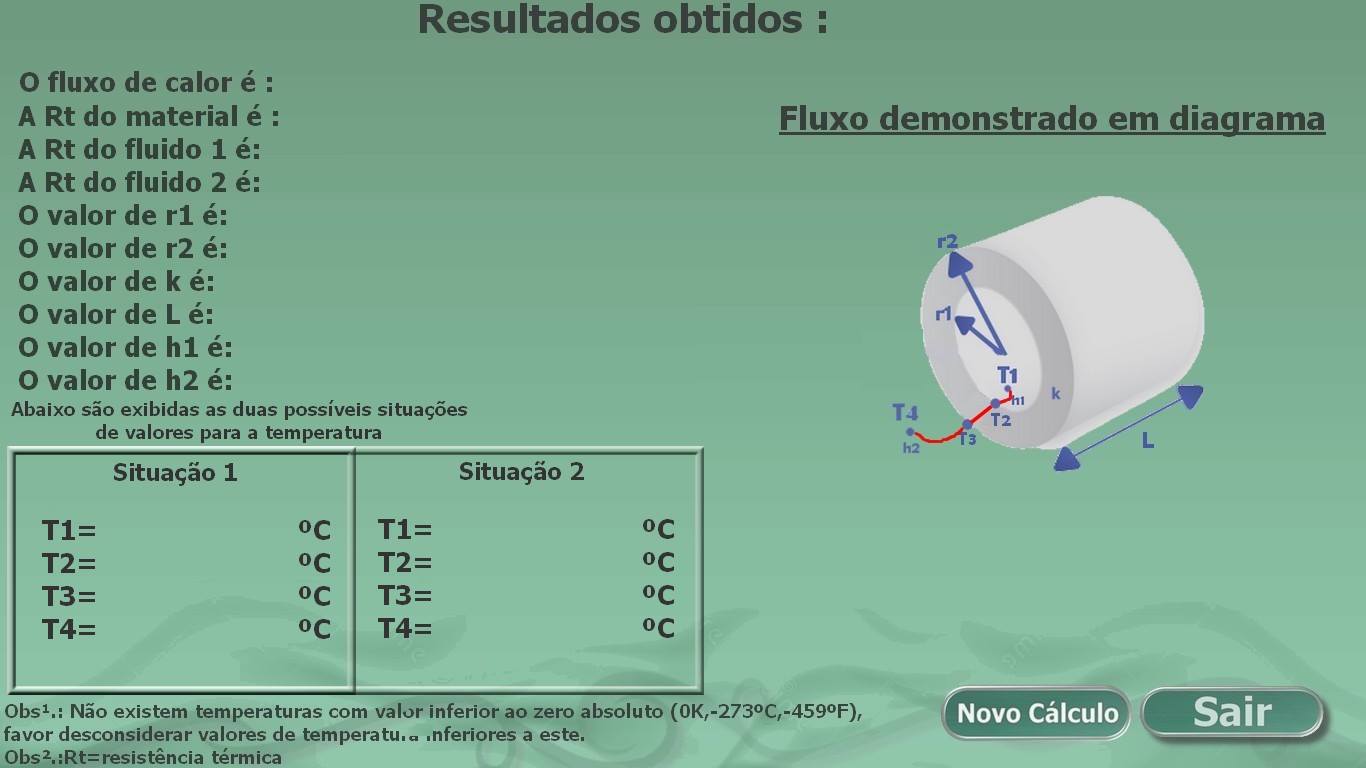 Resultados obtidos :
O fluxo de calor é :
A Rt do material é :
A Rt do fluido 1 é:
A Rt do fluido 2 é:
O valor de r1 é:
O valor de r2 é:
O valor de k é:
O valor de L é:
O valor de h1 é:
O valor de h2 é:
Abaixo são exibidas as duas possíveis situações
de valores para a temperatura
Situação 1
T1= ºC
T2= ºC
T3= ºC
T4= ºC
Situação 2
T1= ºC
T2= ºC
T3= ºC
T4= ºC
Obs¹.: Não existem temperaturas com valor inferior ao zero absoluto (0K,-273ºC,-459ºF),
favor desconsiderar valores de temperatura inferiores a este.
Obs².:Rt=resistência térmica
Fluxo demonstrado em diagrama
r2
r1
T1
h1
k
T2
T4
T3
h2
L
Novo Cálculo
Sair